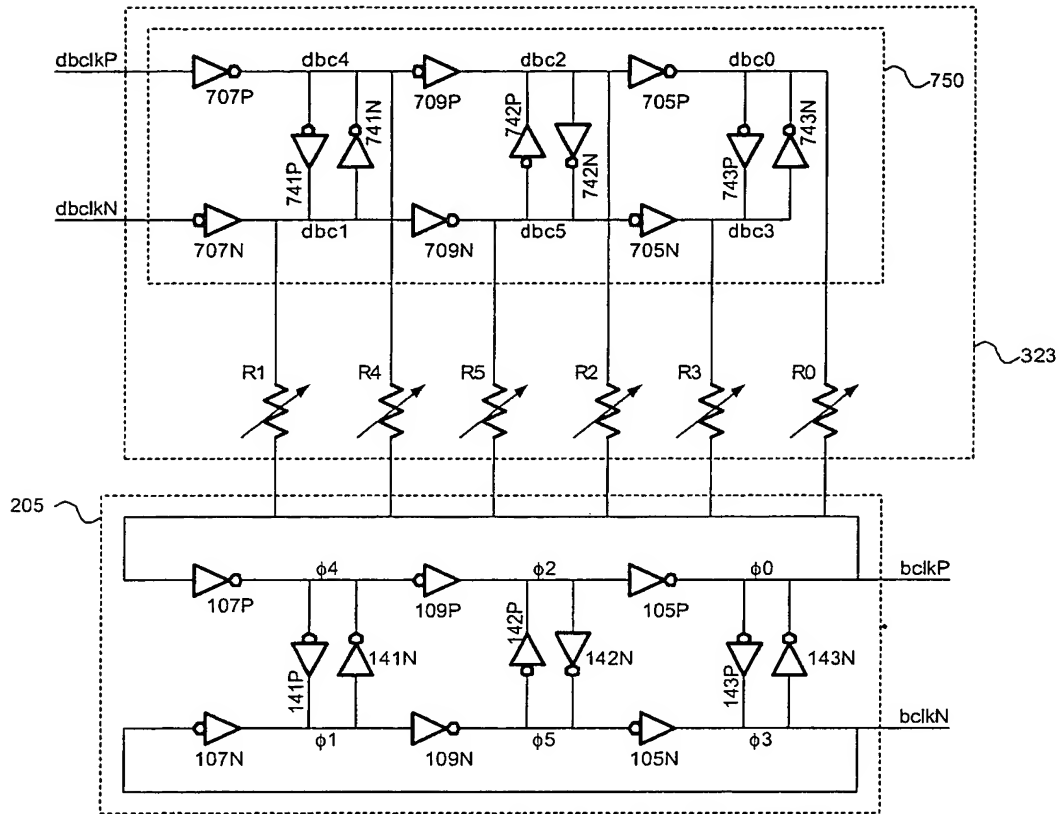 dbclkP
707P
dbc4
709P
dbc2
705P
dbc0
750
741P
741N
742P
742N
743P
743N
dbclkN
707N
dbc1
709N
dbc5
705N
dbc3
R1
R4
R5
R2
R3
R0
323
205
107P
ϕ4
109P
ϕ2
105P
ϕ0
bclkP
141P
141N
142P
142N
143P
143N
107N
ϕ1
109N
ϕ5
105N
ϕ3
bclkN